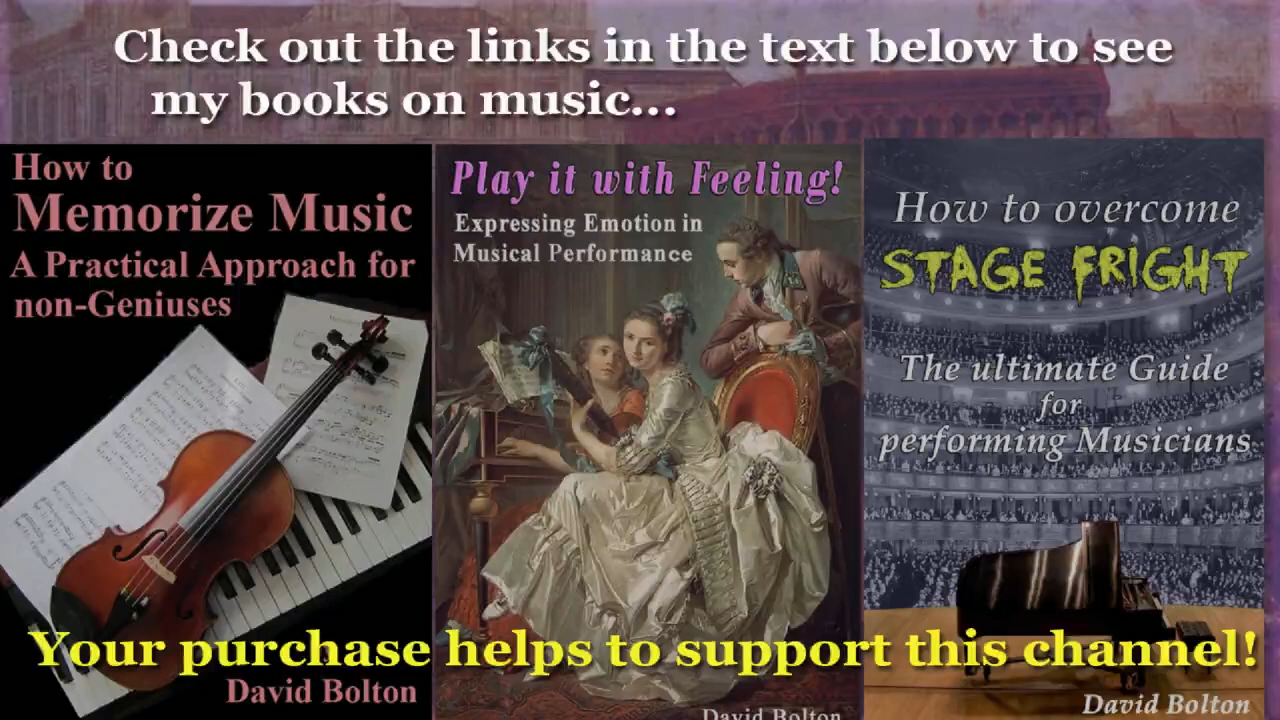 Check out the links in the text below to see
my books on music...
How to
Memorize Music
A Practical Approach for
non-Geniuses
Play it with Feeling!
Expressing Emotion in
Musical Performance
How to overcome
STAGE FRIGHT
The ultimate Guide
for
performing Musicians
Your purchase helps to support this channel!
David Bolton
David Bolton
David Bolton